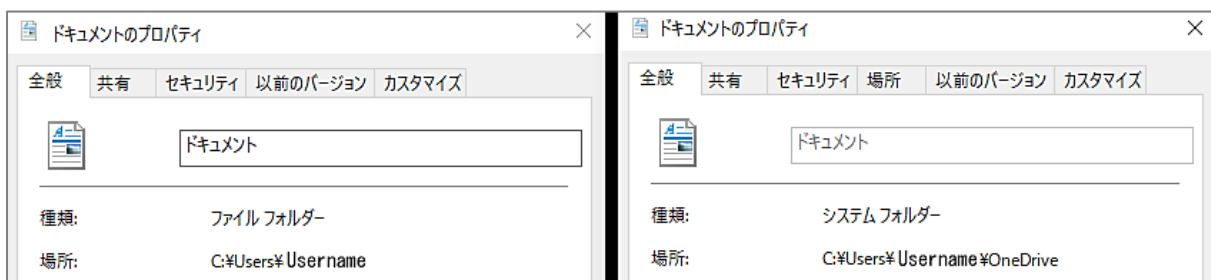 ドキュメントのプロパティ
全般 共有 セキュリティ 以前のバージョン カスタマイズ
ドキュメント
種類: ファイル フォルダー
場所: C:¥Users¥Username
ドキュメントのプロパティ
全般 共有 セキュリティ 場所 以前のバージョン カスタマイズ
ドキュメント
種類: システム フォルダー
場所: C:¥Users¥Username¥OneDrive